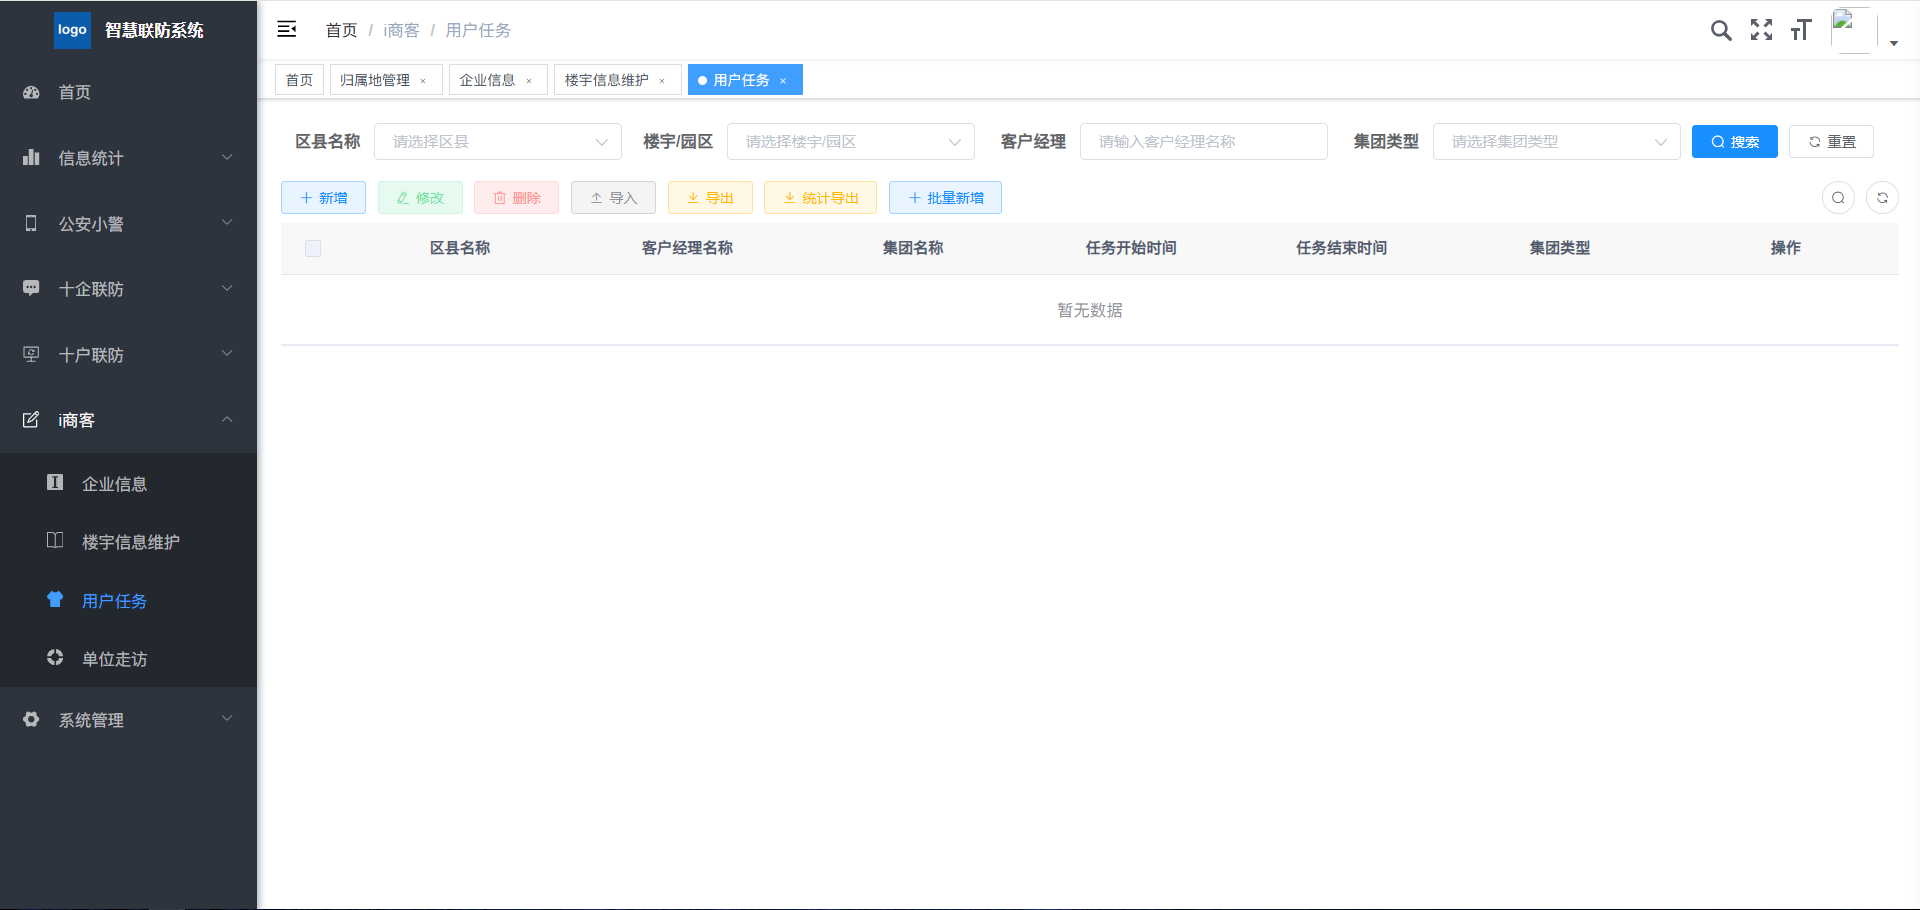 logo 智慧联防系统
首页
信息统计
公安小警
十企联防
十户联防
i商客
企业信息
楼宇信息维护
用户任务
单位走访
系统管理
首页 / i商客 / 用户任务
首页 归属地管理 × 企业信息 × 楼宇信息维护 × 用户任务 ×
区县名称 请选择区县 楼宇/园区 请选择楼宇/园区 客户经理 请输入客户经理名称 集团类型 请选择集团类型 搜索 重置
新增 修改 删除 导入 导出 统计导出 批量新增
区县名称 客户经理名称 集团名称 任务开始时间 任务结束时间 集团类型 操作
暂无数据